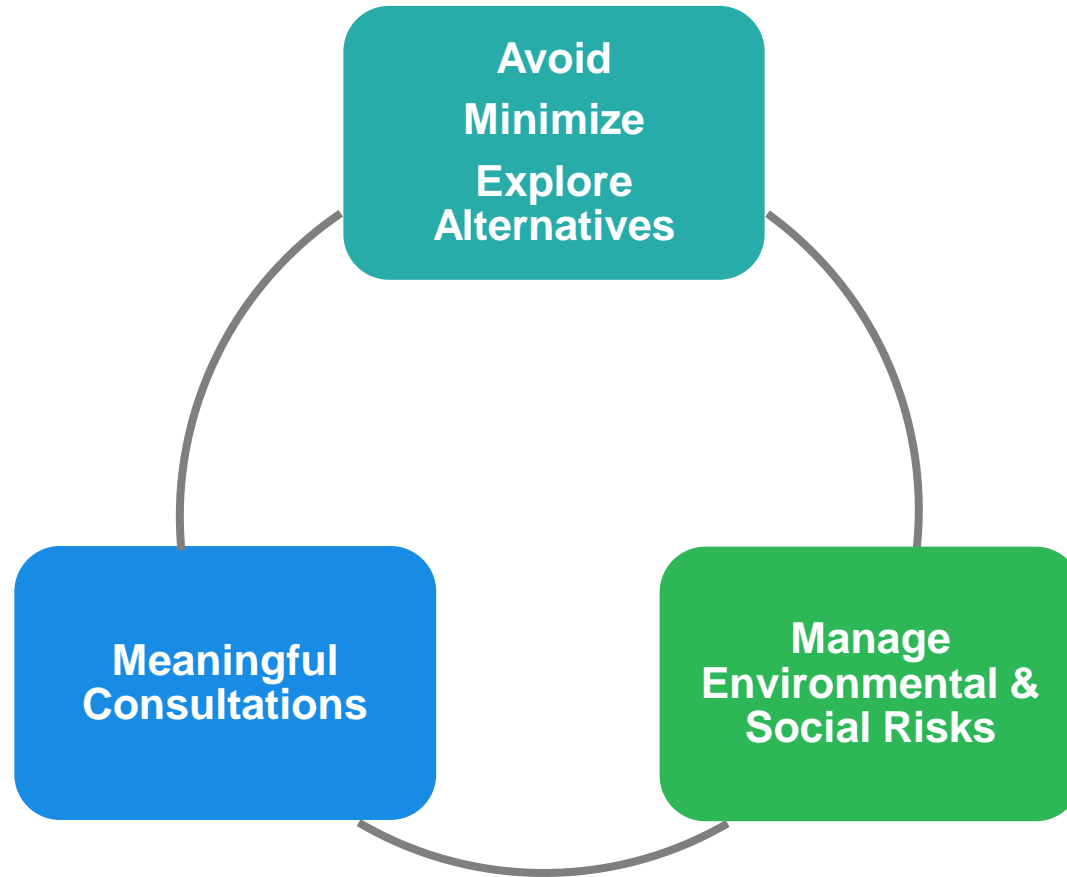 Avoid
Minimize
Explore
Alternatives
Meaningful
Consultations
Manage
Environmental &
Social Risks